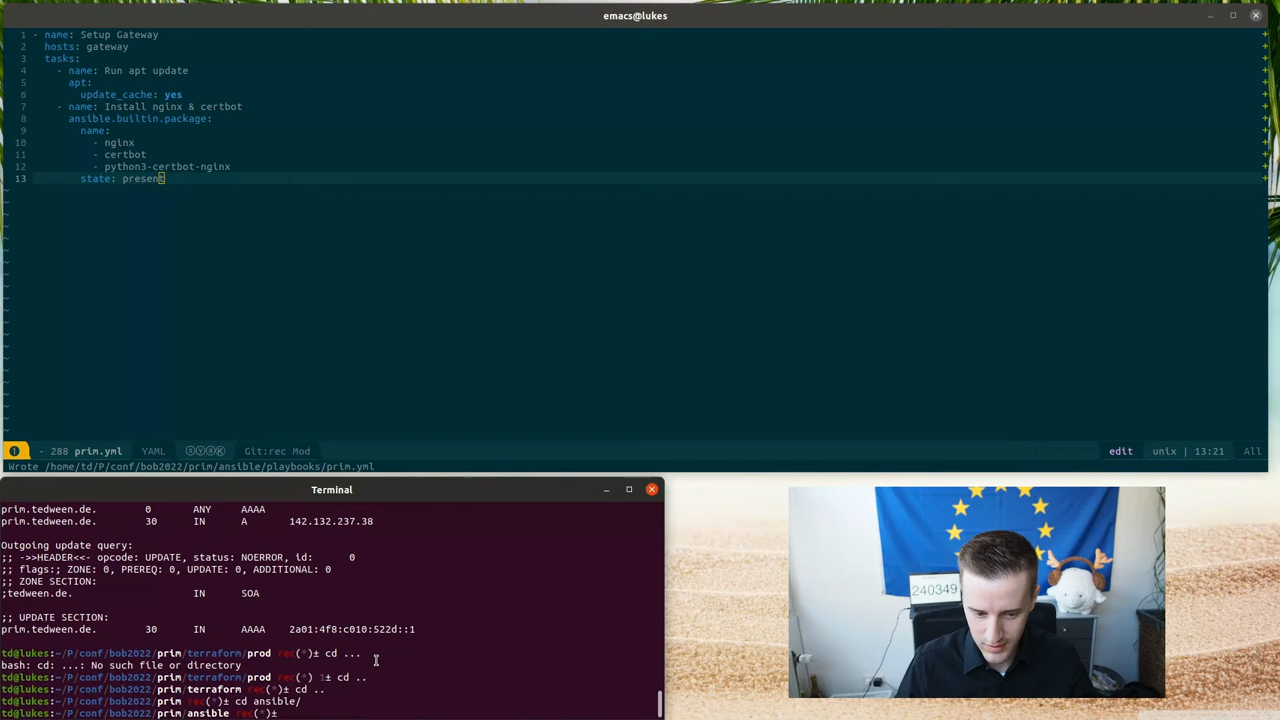 emacs@lukes
1 - name: Setup Gateway
2 hosts: gateway
3 tasks:
4 - name: Run apt update
5 apt:
6 update_cache: yes
7 - name: Install nginx & certbot
8 ansible.builtin.package:
9 name:
10 - nginx
11 - certbot
12 - python3-certbot-nginx
13 state: present
- 288 prim.yml YAML ⓨⓐⓀ Git:rec Mod edit unix | 13:21 All
Wrote /home/td/P/conf/bob2022/prim/ansible/playbooks/prim.yml
Terminal
prim.tedween.de. 0 ANY AAAA
prim.tedween.de. 30 IN A 142.132.237.38
Outgoing update query:
;; ->>HEADER<<- opcode: UPDATE, status: NOERROR, id: 0
;; flags:; ZONE: 0, PREREQ: 0, UPDATE: 0, ADDITIONAL: 0
;; ZONE SECTION:
;tedween.de. IN SOA
;; UPDATE SECTION:
prim.tedween.de. 30 IN AAAA 2a01:4f8:c010:522d::1
td@lukes:~/P/conf/bob2022/prim/terraform/prod rec(*)± cd ...
bash: cd: ...: No such file or directory
td@lukes:~/P/conf/bob2022/prim/terraform/prod rec(*) 1± cd ..
td@lukes:~/P/conf/bob2022/prim/terraform rec(*)± cd ..
td@lukes:~/P/conf/bob2022/prim rec(*)± cd ansible/
td@lukes:~/P/conf/bob2022/prim/ansible rec(*)±
240349